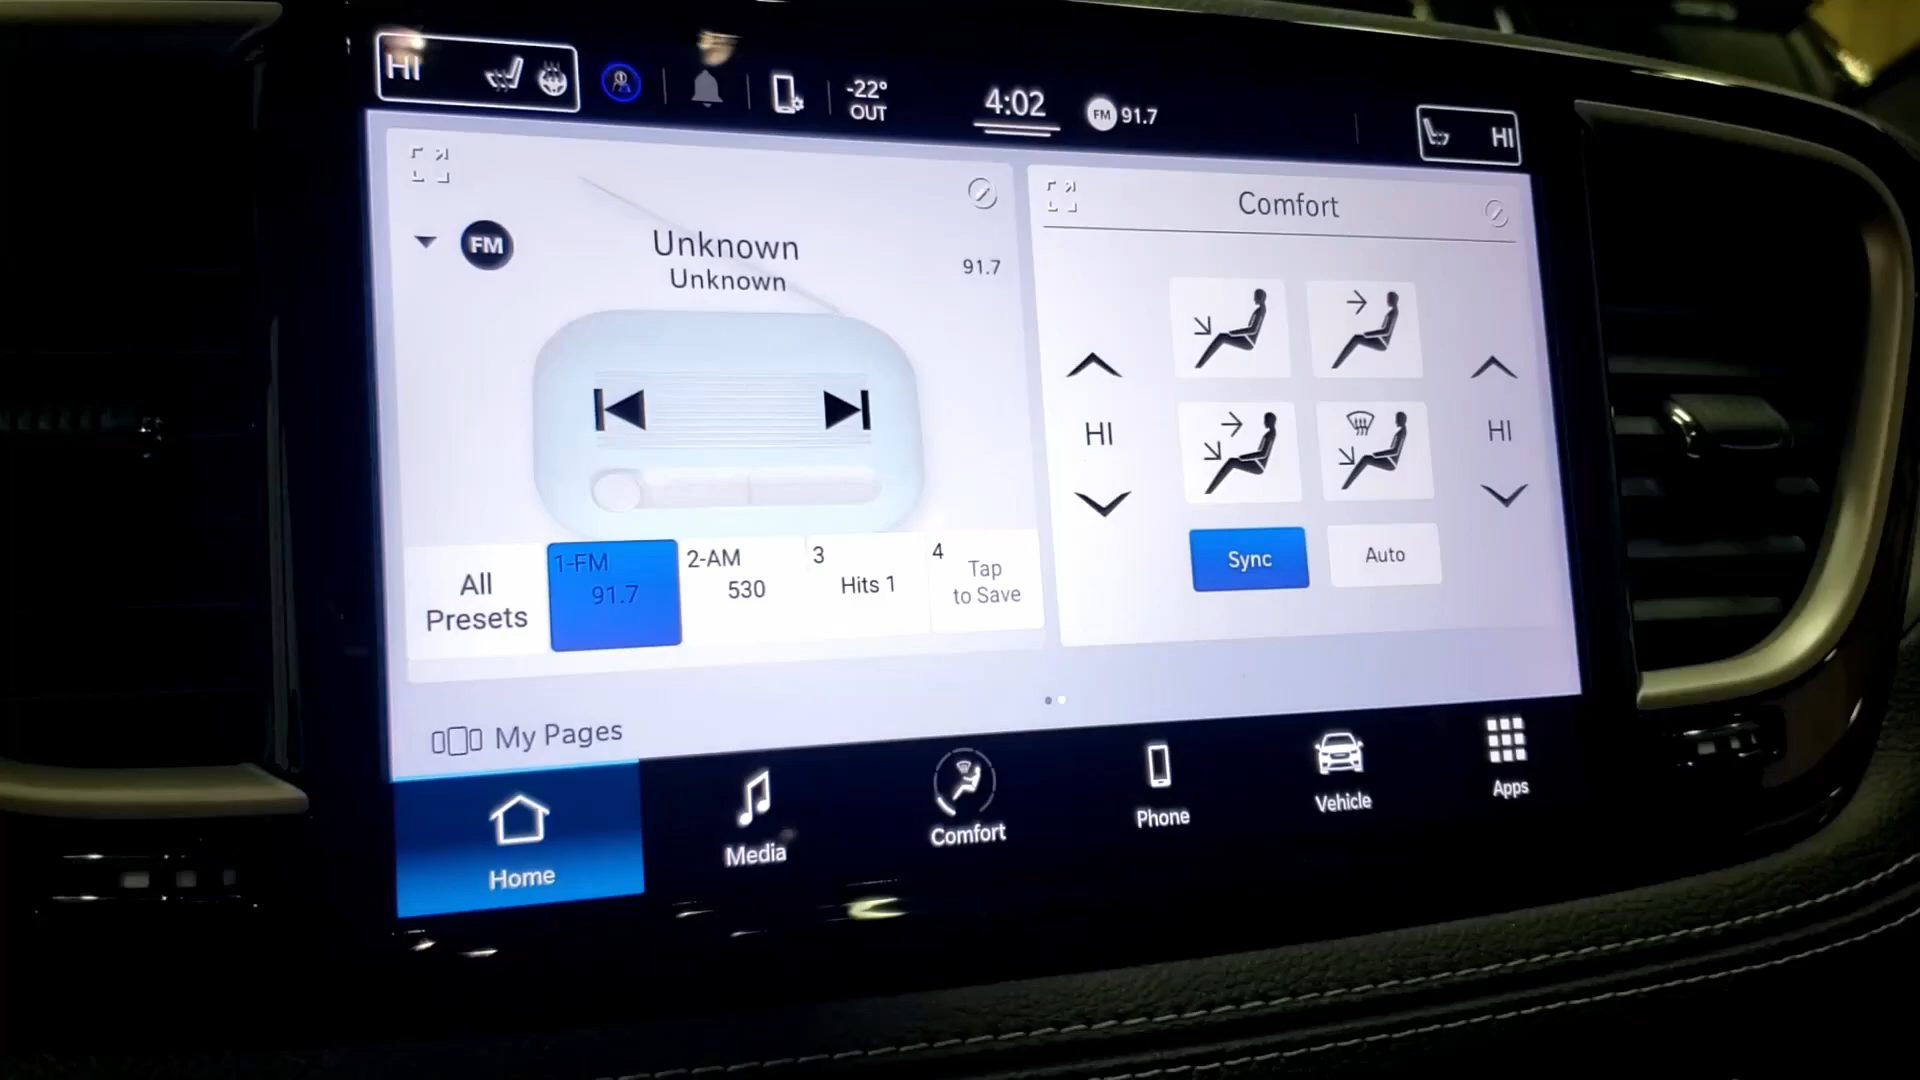 HI
-22°
OUT
4:02
FM 91.7
HI
FM
Unknown
Unknown
91.7
All
Presets
1-FM
91.7
2-AM
530
3
Hits 1
4
Tap
to Save
Comfort
HI
HI
Sync
Auto
My Pages
Home
Media
Comfort
Phone
Vehicle
Apps